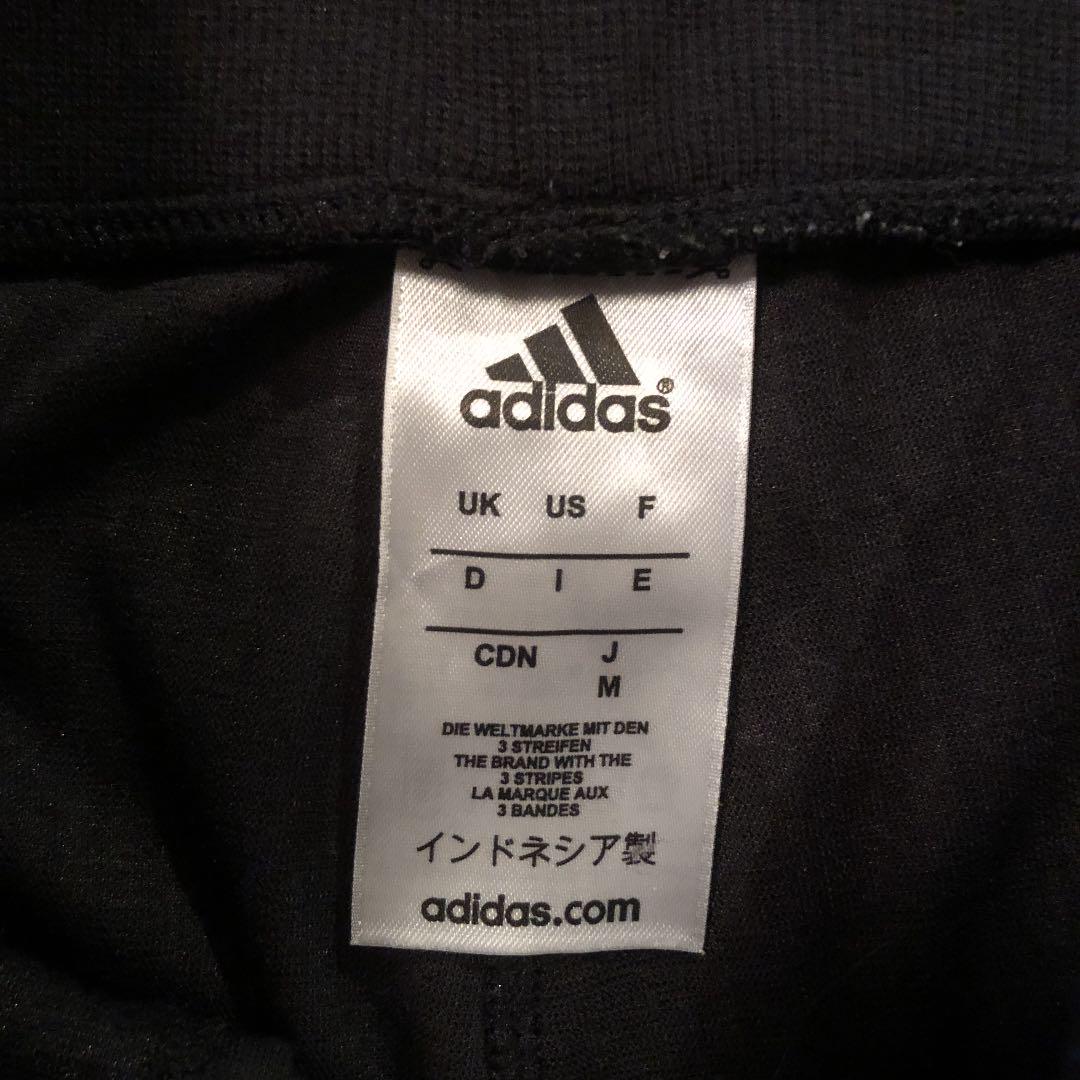 adidas®
UK US F
D I E
CDN J
M
DIE WELTMARKE MIT DEN
3 STREIFEN
THE BRAND WITH THE
3 STRIPES
LA MARQUE AUX
3 BANDES
インドネシア製
adidas.com